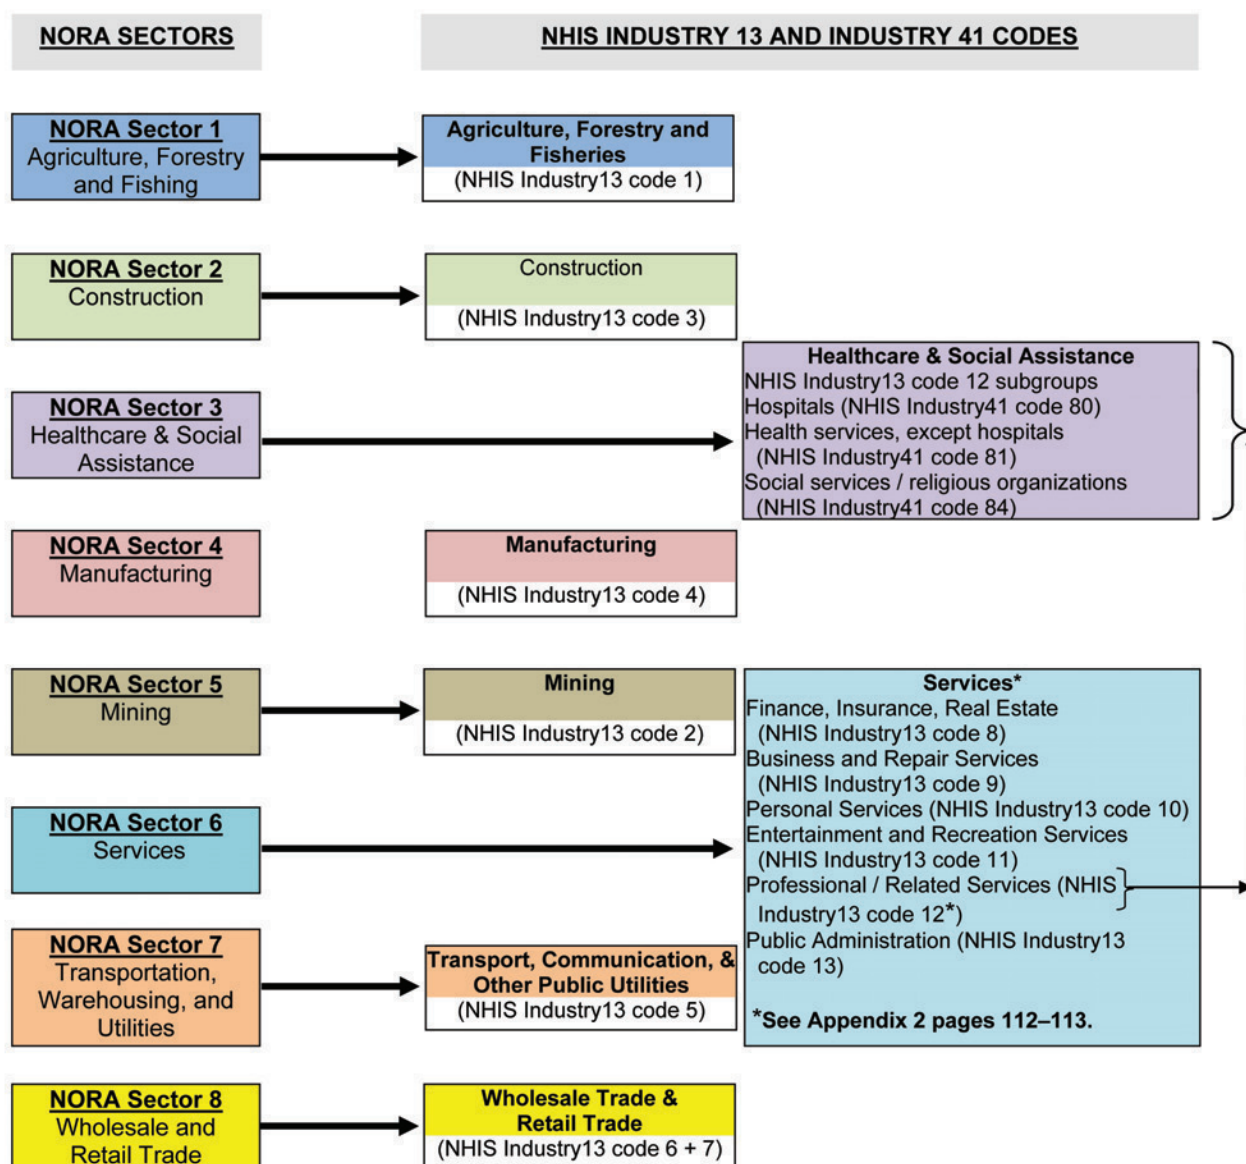 NORA SECTORS
NHIS INDUSTRY 13 AND INDUSTRY 41 CODES
NORA Sector 1
Agriculture, Forestry
and Fishing
Agriculture, Forestry and
Fisheries
(NHIS Industry13 code 1)
NORA Sector 2
Construction
Construction
(NHIS Industry13 code 3)
NORA Sector 3
Healthcare & Social
Assistance
Healthcare & Social Assistance
NHIS Industry13 code 12 subgroups
Hospitals (NHIS Industry41 code 80)
Health services, except hospitals
(NHIS Industry41 code 81)
Social services / religious organizations
(NHIS Industry41 code 84)
NORA Sector 4
Manufacturing
Manufacturing
(NHIS Industry13 code 4)
NORA Sector 5
Mining
Mining
(NHIS Industry13 code 2)
NORA Sector 6
Services
Services*
Finance, Insurance, Real Estate
(NHIS Industry13 code 8)
Business and Repair Services
(NHIS Industry13 code 9)
Personal Services (NHIS Industry13 code 10)
Entertainment and Recreation Services
(NHIS Industry13 code 11)
Professional / Related Services (NHIS
Industry13 code 12*)
Public Administration (NHIS Industry13
code 13)
*See Appendix 2 pages 112–113.
NORA Sector 7
Transportation,
Warehousing, and
Utilities
Transport, Communication, &
Other Public Utilities
(NHIS Industry13 code 5)
NORA Sector 8
Wholesale and
Retail Trade
Wholesale Trade &
Retail Trade
(NHIS Industry13 code 6 + 7)